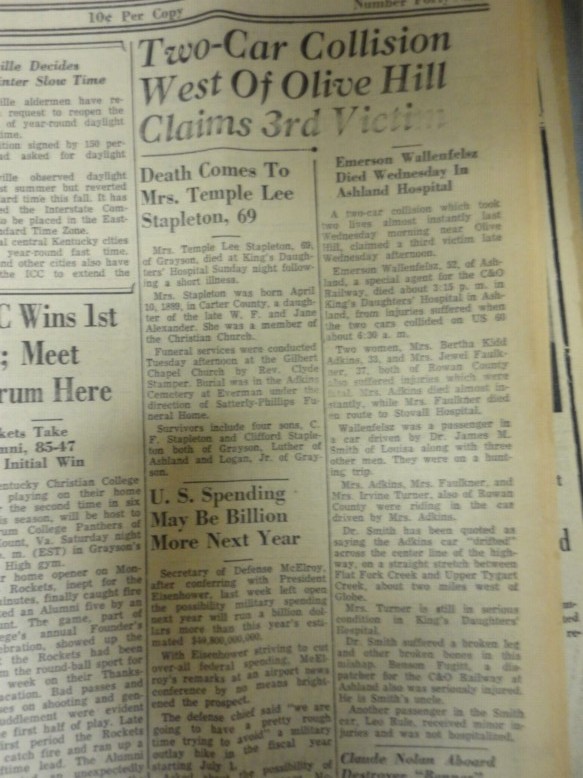 10¢ Per Copy
Number
ville Decides
inter Slow Time
ville aldermen have re-
request to reopen the
of year-round daylight
time.
tition signed by 150 per-
ad asked for daylight
ville observed daylight
st summer but reverted
ard time this fall. It has
ed the Interstate Com-
o be placed in the East-
ndard Time Zone.
al central Kentucky cities
year-round fast time.
nd other cities also have
the ICC to extend the
C Wins 1st
; Meet
rum Here
kets Take
mni, 85-47
Initial Win
entucky Christian College
playing on their home
the second time in six
is season, will be host to
rum College Panthers of
ount, Va. Saturday night
p. m. (EST) in Grayson's
High gym.
r home opener on Mon-
Rockets, inept for the
minutes, finally caught fire
ted an Alumni five by an
unt. The game, part of
ege's annual Founder's
ebration, showed up the
t the Rockets had been
n the round-ball sport for
week on their Thanks-
acation. Bad passes and
es on shooting and gen-
uddlement were evident
e first half of play. Late
irst period the Rockets
catch fire and ran up a
ftime lead. The Alumni
unexpectedly
Two-Car Collision
West Of Olive Hill
Claims 3rd Victim
Death Comes To
Mrs. Temple Lee
Stapleton, 69
Mrs. Temple Lee Stapleton, 69,
of Grayson, died at King's Daugh-
ters' Hospital Sunday night follow-
ing a short illness.
Mrs. Stapleton was born April
10, 1889, in Carter County, a daugh-
ter of the late W. F. and Jane
Alexander. She was a member of
the Christian Church.
Funeral services were conducted
Tuesday afternoon at the Gilbert
Chapel Church by Rev. Clyde
Stamper. Burial was in the Adkins
Cemetery at Everman under the
direction of Satterly-Phillips Fu-
neral Home.
Survivors include four sons, C.
F. Stapleton and Clifford Staple-
ton both of Grayson, Luther of
Ashland and Logan, Jr. of Gray-
son.
U. S. Spending
May Be Billion
More Next Year
Secretary of Defense McElroy,
after conferring with President
Eisenhower, last week left open
the possibility military spending
next year will run a billion dol-
lars more than this year's esti-
mated $40,800,000,000.
With Eisenhower striving to cut
over-all federal spending, McEl-
roy's remarks at an airport news
conference by no means bright-
ened the prospect.
The defense chief said "we are
going to have a pretty rough
time trying to avoid" a military
outlay hike in the fiscal year
starting July 1.
possibility of
Emerson Wallenfelsz
Died Wednesday In
Ashland Hospital
A two-car collision which took
two lives almost instantly last
Wednesday morning near Olive
Hill, claimed a third victim late
Wednesday afternoon.
Emerson Wallenfelsz, 52, of Ash-
land, a special agent for the C&O
Railway, died about 2:15 p. m. in
King's Daughters' Hospital in Ash-
land, from injuries suffered when
the two cars collided on US 60
about 6:30 a. m.
Two women, Mrs. Bertha Kidd
Adkins, 33, and Mrs. Jewel Faulk-
ner, 27, both of Rowan County
also suffered injuries which were
fatal. Mrs. Adkins died almost in-
stantly, while Mrs. Faulkner died
en route to Stovall Hospital.
Wallenfelsz was a passenger in
a car driven by Dr. James M.
Smith of Louisa along with three
other men. They were on a hunt-
ing trip.
Mrs. Adkins, Mrs. Faulkner, and
Mrs. Irvine Turner, also of Rowan
County were riding in the car
driven by Mrs. Adkins.
Dr. Smith has been quoted as
saying the Adkins car "drifted"
across the center line of the high-
way, on a straight stretch between
Flat Fork Creek and Upper Tygart
Creek, about two miles west of
Globe.
Mrs. Turner is still in serious
condition in King's Daughters'
Hospital.
Dr. Smith suffered a broken leg
and other broken bones in this
mishap. Benson Fugitt, a dis-
patcher for the C&O Railway at
Ashland also was seriously injured.
He is Smith's uncle.
Another passenger in the Smith
car, Leo Rule, received minor in-
juries and was not hospitalized.
Claude Nolan Aboard
Destroyer